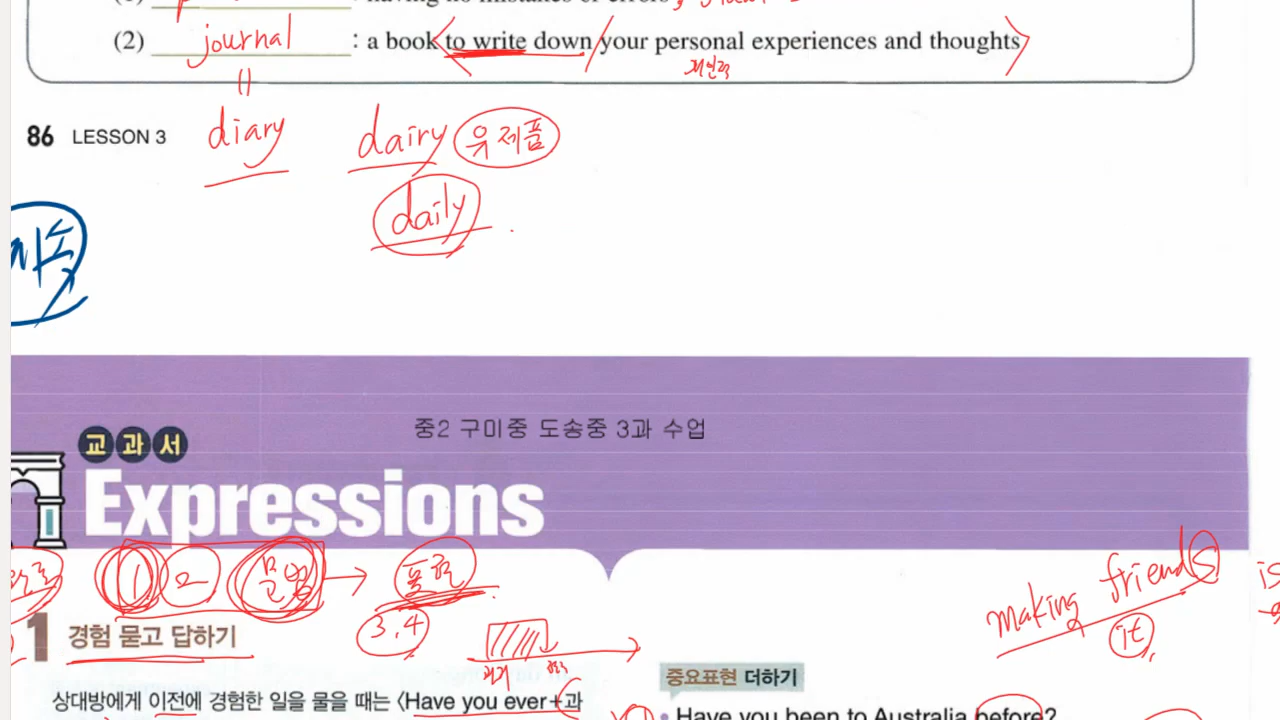 (2) journal : a book to write down your personal experiences and thoughts
개인적
||
diary dairy 유제품
86 LESSON 3
daily
중2 구미중 도송중 3과 수업
교과서
Expressions
1 2 문법 → 표현
3, 4
making friends
it
1 경험 묻고 답하기
과거
중요표현 더하기
상대방에게 이전에 경험한 일을 물을 때는 〈Have you ever+과
• Have you been to Australia before?